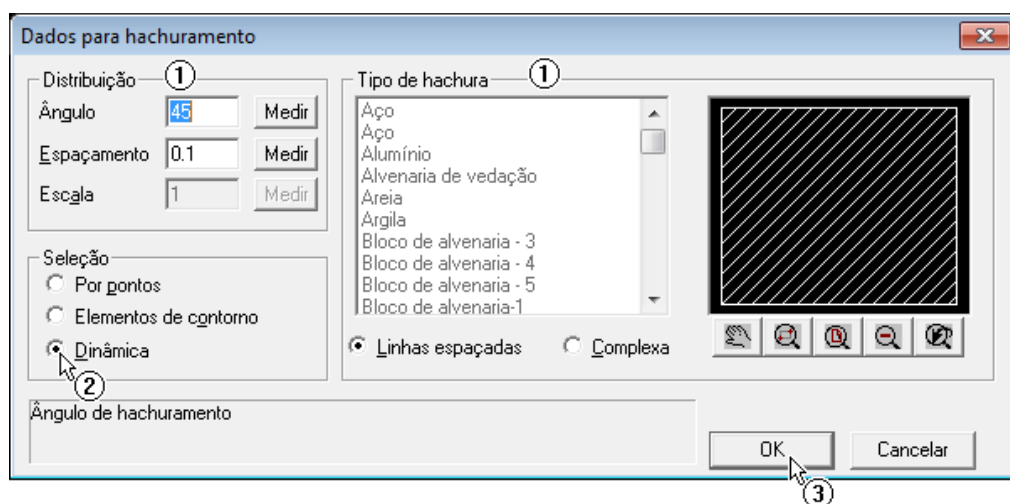 Dados para hachuramento
Distribuição 1
Ângulo 45 Medir
Espaçamento 0.1 Medir
Escala 1 Medir
Seleção
Por pontos
Elementos de contorno
Dinâmica
2
Tipo de hachura 1
Aço
Aço
Alumínio
Alvenaria de vedação
Areia
Argila
Bloco de alvenaria - 3
Bloco de alvenaria - 4
Bloco de alvenaria - 5
Bloco de alvenaria-1
Linhas espaçadas Complexa
Ângulo de hachuramento
OK Cancelar
3